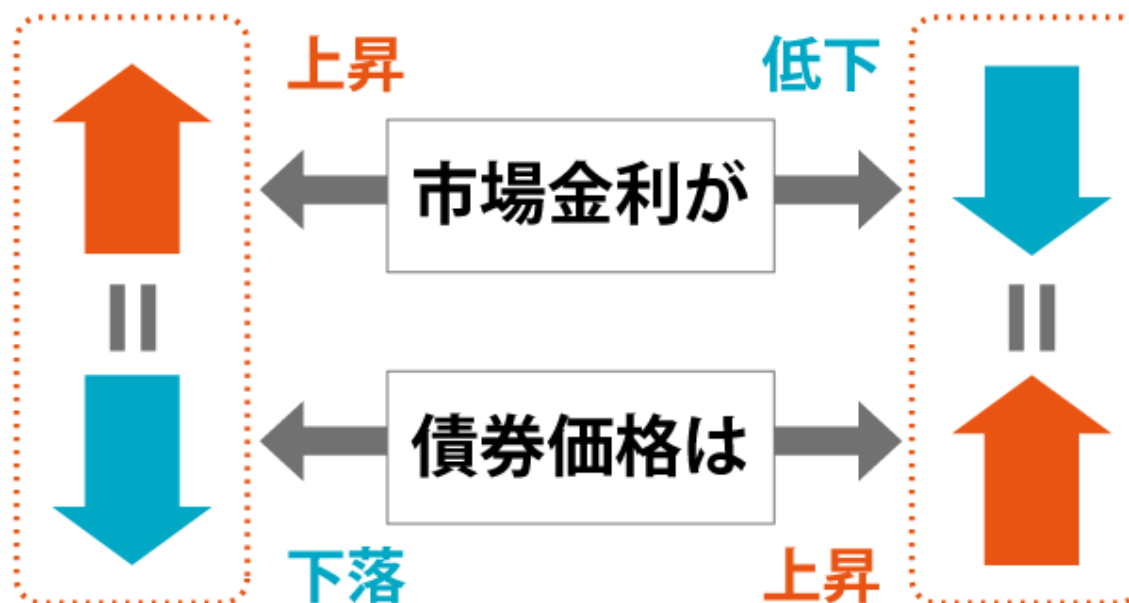 上昇
低下
市場金利が
債券価格は
下落
上昇